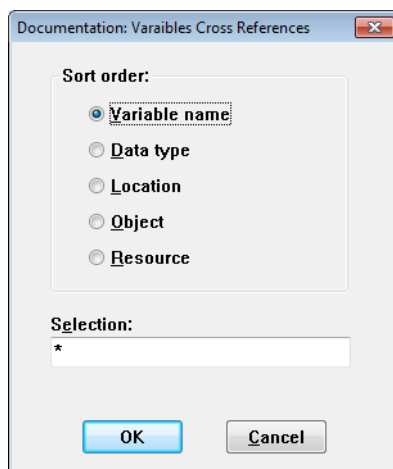 Documentation: Varaibles Cross References
Sort order:
Variable name
Data type
Location
Object
Resource
Selection:
*
OK Cancel